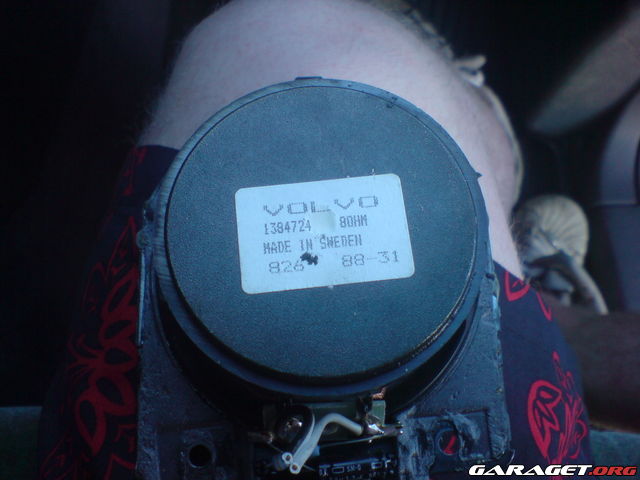 VOLVO
1384724 8OHM
MADE IN SWEDEN
826 88-31
GARAGET.ORG